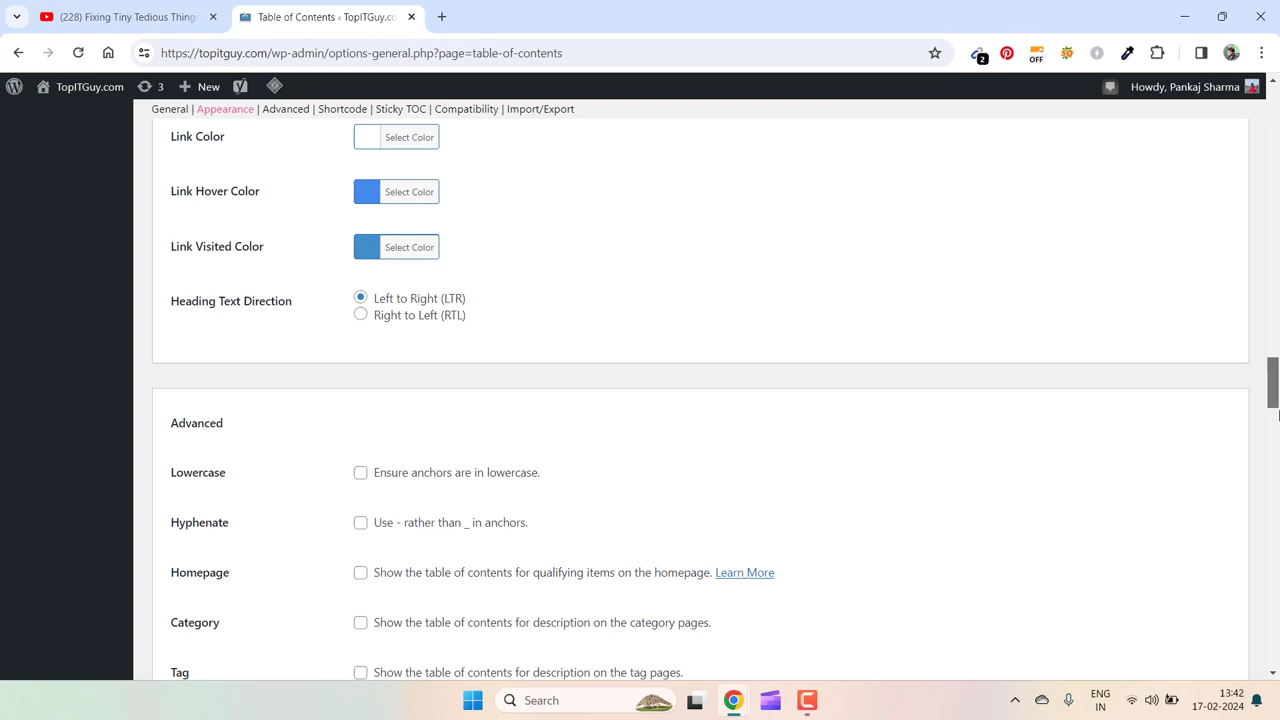 (228) Fixing Tiny Tedious Things
Table of Contents ‹ TopITGuy.co
https://topitguy.com/wp-admin/options-general.php?page=table-of-contents
2
OFF
TopITGuy.com
3
New
Howdy, Pankaj Sharma
General | Appearance | Advanced | Shortcode | Sticky TOC | Compatibility | Import/Export
Link Color
Select Color
Link Hover Color
Select Color
Link Visited Color
Select Color
Heading Text Direction
Left to Right (LTR)
Right to Left (RTL)
Advanced
Lowercase
Ensure anchors are in lowercase.
Hyphenate
Use - rather than _ in anchors.
Homepage
Show the table of contents for qualifying items on the homepage. Learn More
Category
Show the table of contents for description on the category pages.
Tag
Show the table of contents for description on the tag pages.
Search
ENG
IN
13:42
17-02-2024